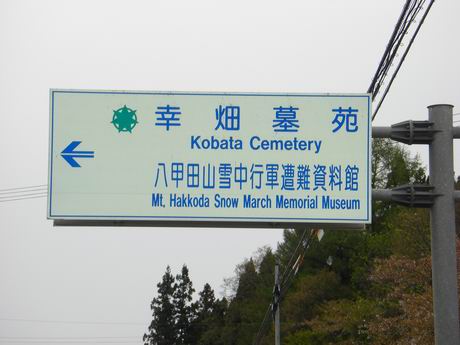 幸畑墓苑
Kobata Cemetery
八甲田山雪中行軍遭難資料館
Mt. Hakkoda Snow March Memorial Museum